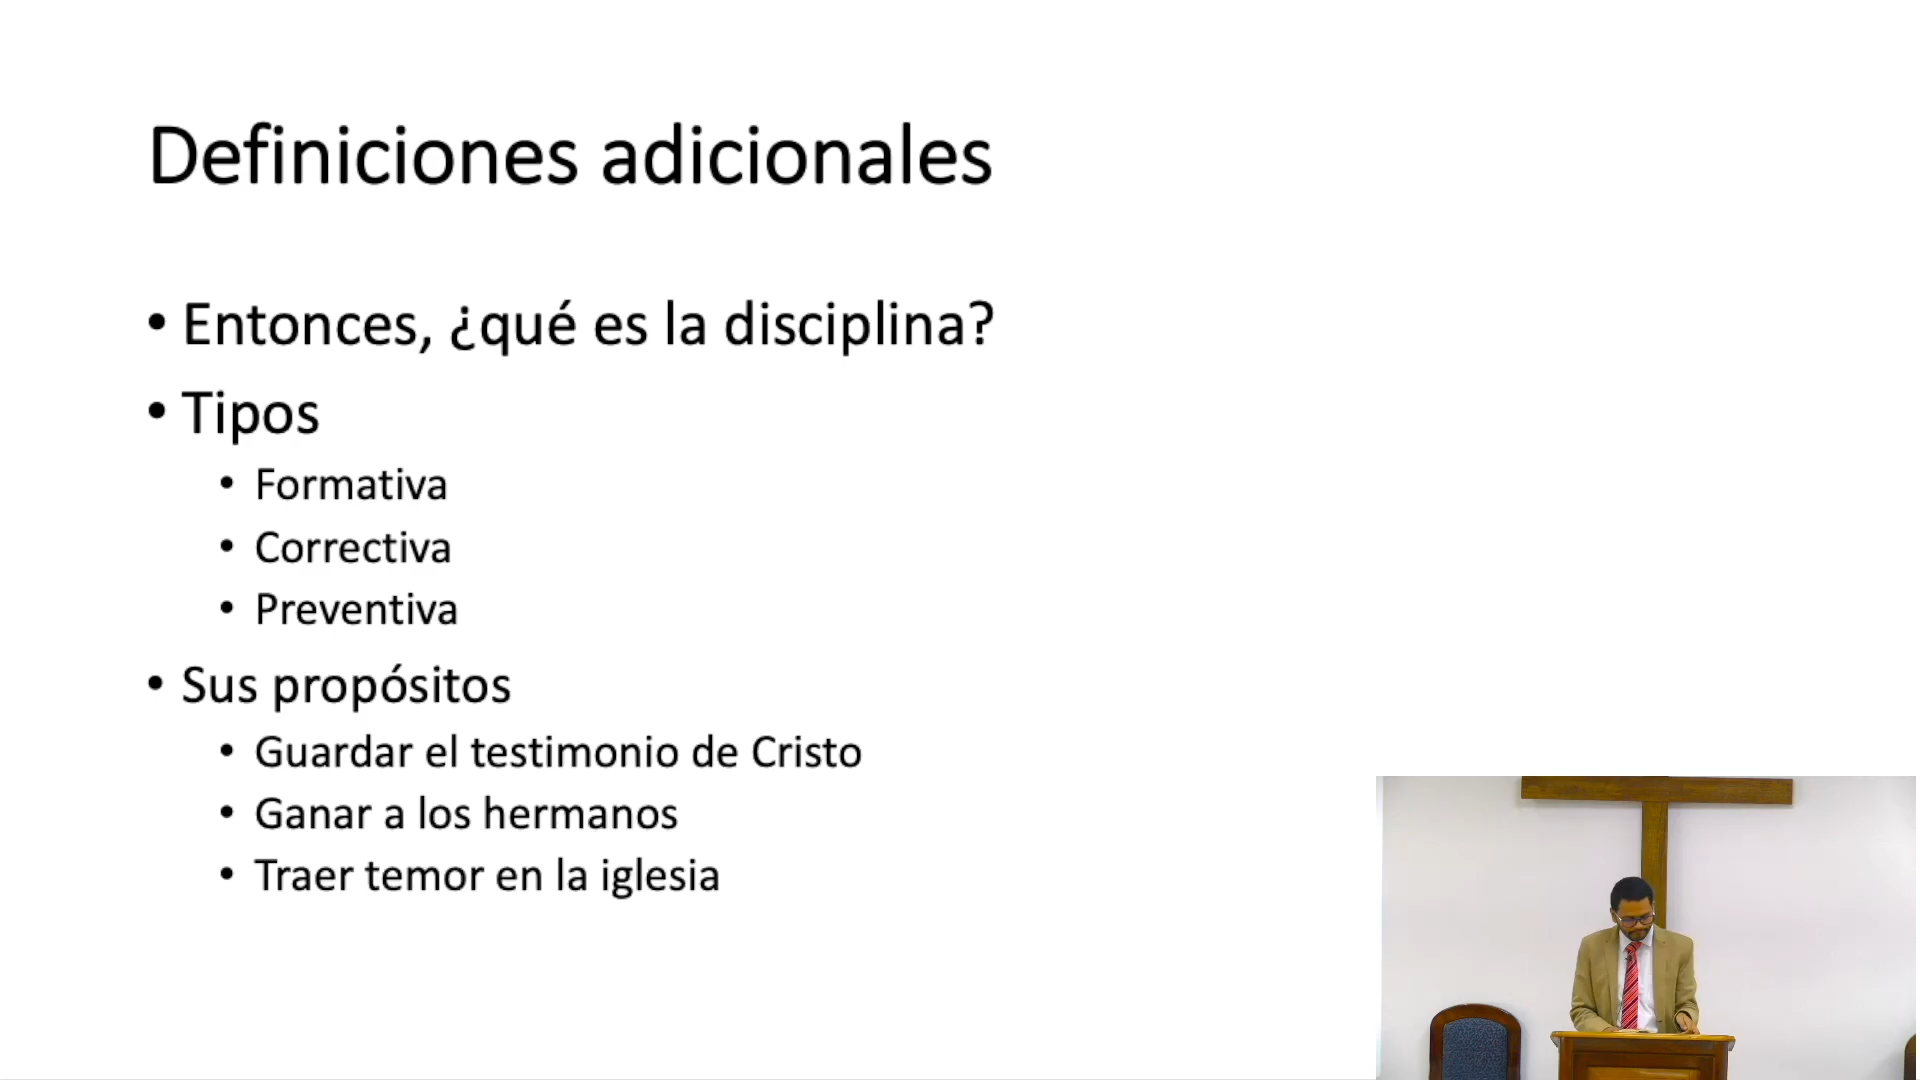 Definiciones adicionales
• Entonces, ¿qué es la disciplina?
• Tipos
• Formativa
• Correctiva
• Preventiva
• Sus propósitos
• Guardar el testimonio de Cristo
• Ganar a los hermanos
• Traer temor en la iglesia